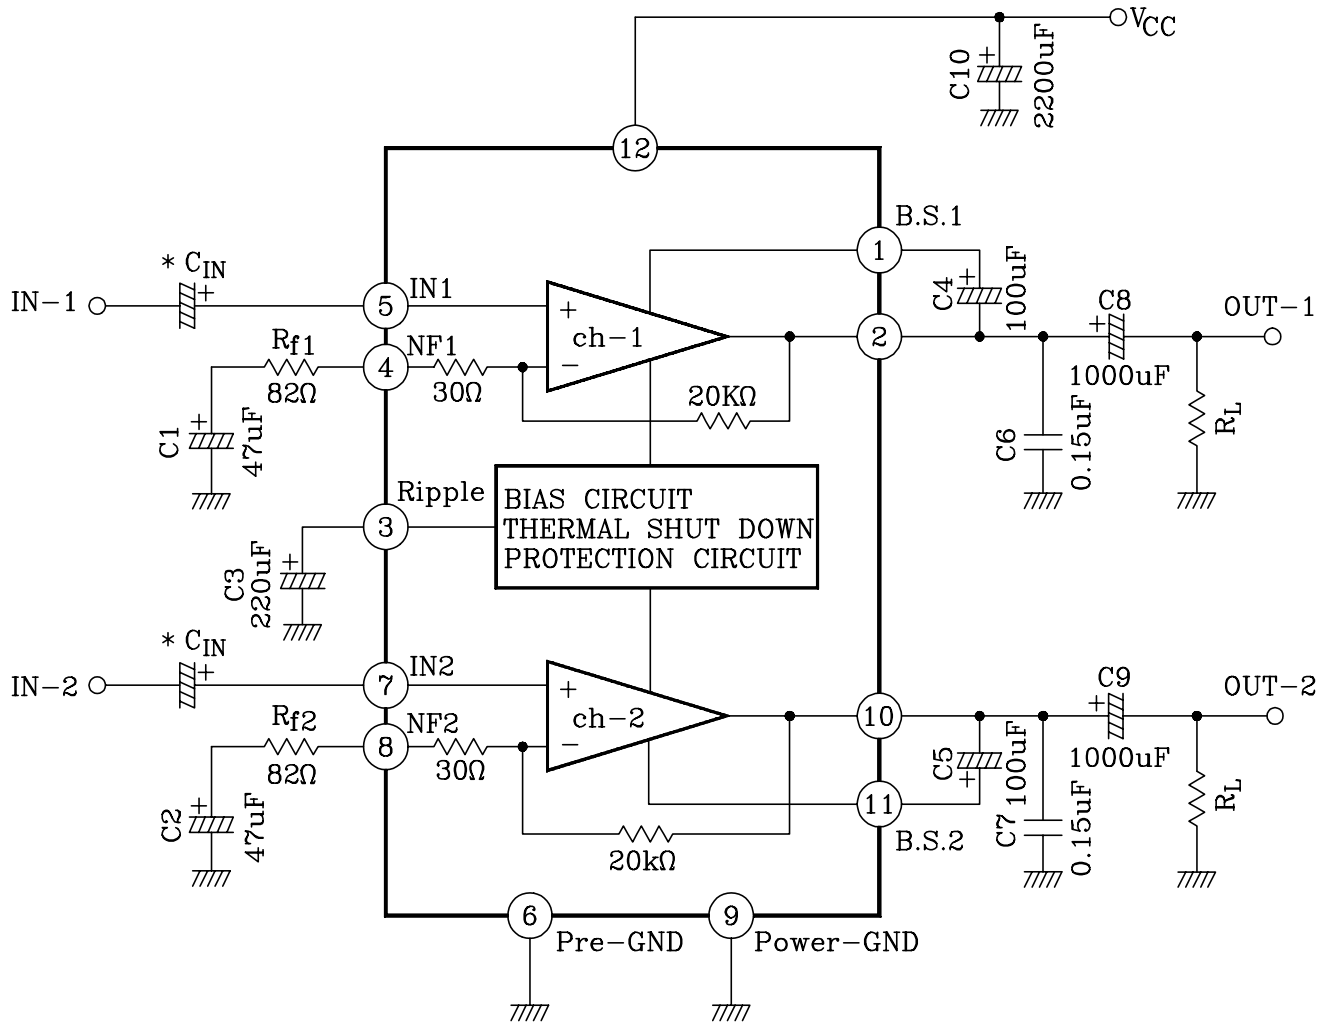 VCC
C10
2200uF
12
B.S.1
1
* CIN
IN-1
5
IN1
+
ch-1
−
C4
100uF
C8
1000uF
OUT-1
2
Rf1
82Ω
4
NF1
30Ω
20KΩ
C1
47uF
C6
0.15uF
RL
Ripple
3
BIAS CIRCUIT
THERMAL SHUT DOWN
PROTECTION CIRCUIT
C3
220uF
* CIN
IN-2
7
IN2
+
ch-2
−
10
C9
1000uF
OUT-2
Rf2
82Ω
8
NF2
30Ω
C5
100uF
11
B.S.2
C2
47uF
20kΩ
C7
0.15uF
RL
6
Pre-GND
9
Power-GND